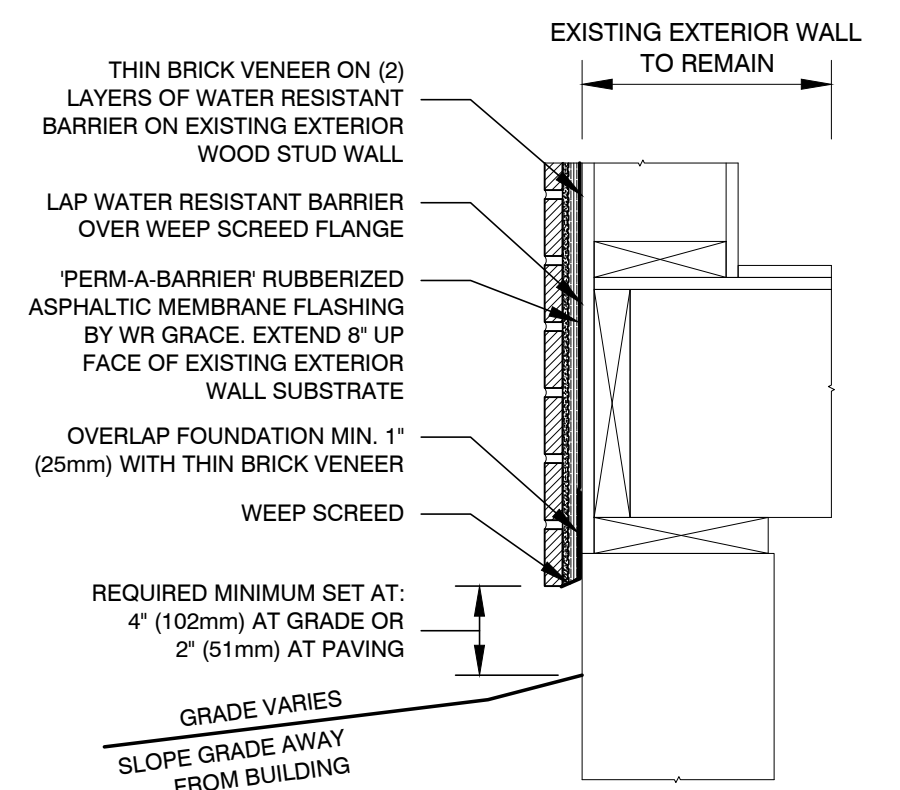 EXISTING EXTERIOR WALL
TO REMAIN
THIN BRICK VENEER ON (2)
LAYERS OF WATER RESISTANT
BARRIER ON EXISTING EXTERIOR
WOOD STUD WALL
LAP WATER RESISTANT BARRIER
OVER WEEP SCREED FLANGE
'PERM-A-BARRIER' RUBBERIZED
ASPHALTIC MEMBRANE FLASHING
BY WR GRACE. EXTEND 8" UP
FACE OF EXISTING EXTERIOR
WALL SUBSTRATE
OVERLAP FOUNDATION MIN. 1"
(25mm) WITH THIN BRICK VENEER
WEEP SCREED
REQUIRED MINIMUM SET AT:
4" (102mm) AT GRADE OR
2" (51mm) AT PAVING
GRADE VARIES
SLOPE GRADE AWAY
FROM BUILDING